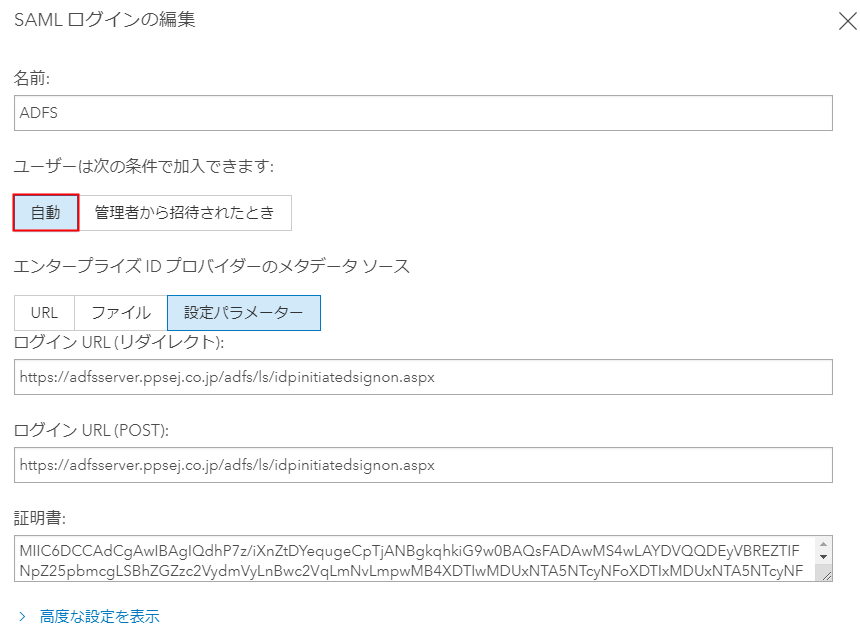 SAML ログインの編集
名前:
ADFS
ユーザーは次の条件で加入できます:
自動 管理者から招待されたとき
エンタープライズ ID プロバイダーのメタデータ ソース
URL ファイル 設定パラメーター
ログイン URL (リダイレクト):
https://adfsserver.ppsej.co.jp/adfs/ls/idpinitiatedsignon.aspx
ログイン URL (POST):
https://adfsserver.ppsej.co.jp/adfs/ls/idpinitiatedsignon.aspx
証明書:
MIIC6DCCAdCgAwIBAgIQdhP7z/iXnZtDYequgeCpTjANBgkqhkiG9w0BAQsFADAwMS4wLAYDVQQDEyVBREZTIF
NpZ25pbmcgLSBhZGZzc2VydmVyLnBwc2VqLmNvLmpwMB4XDTIwMDUxNTA5NTcyNFoXDTIxMDUxNTA5NTcyNF
高度な設定を表示